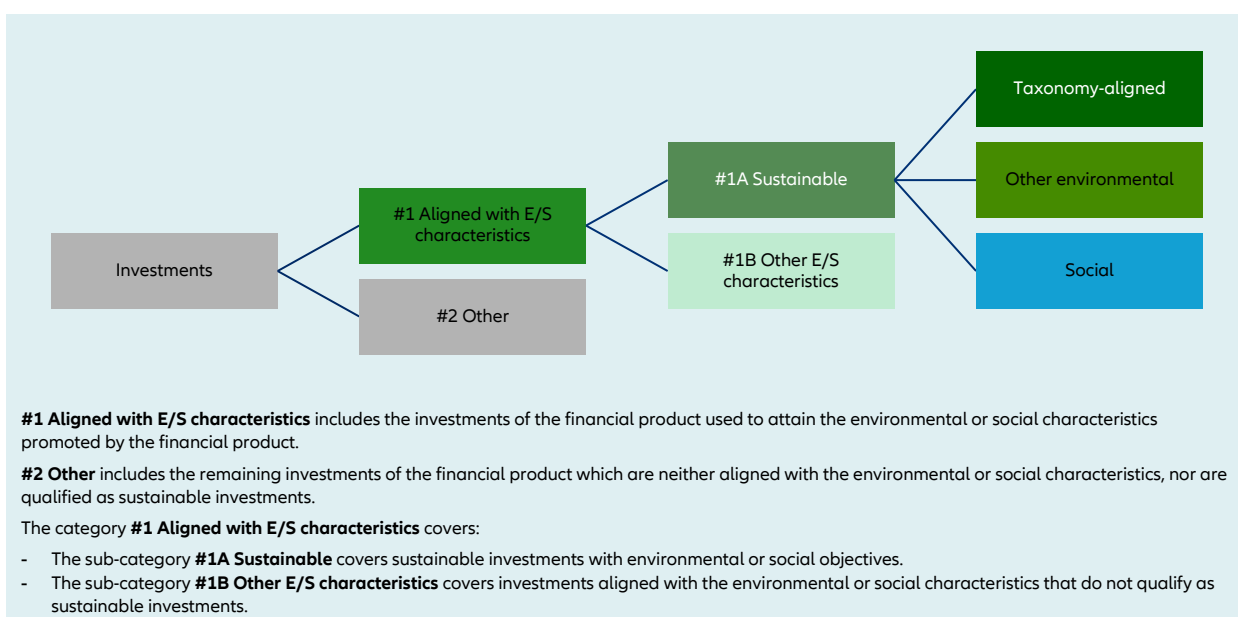 Taxonomy-aligned
#1A Sustainable
Other environmental
#1 Aligned with E/S
characteristics
Investments
#1B Other E/S
characteristics
Social
#2 Other
#1 Aligned with E/S characteristics includes the investments of the financial product used to attain the environmental or social characteristics
promoted by the financial product.
#2 Other includes the remaining investments of the financial product which are neither aligned with the environmental or social characteristics, nor are
qualified as sustainable investments.
The category #1 Aligned with E/S characteristics covers:
- The sub-category #1A Sustainable covers sustainable investments with environmental or social objectives.
- The sub-category #1B Other E/S characteristics covers investments aligned with the environmental or social characteristics that do not qualify as
sustainable investments.